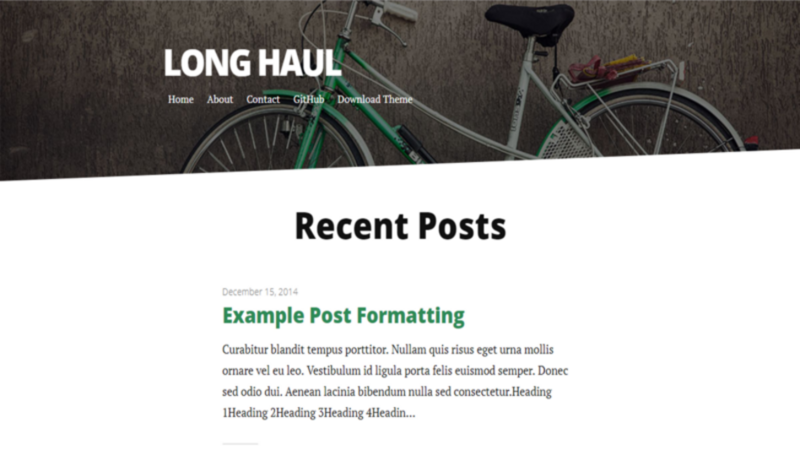 LONG HAUL
Home About Contact GitHub Download Theme
Recent Posts
December 15, 2014
Example Post Formatting
Curabitur blandit tempus porttitor. Nullam quis risus eget urna mollis
ornare vel eu leo. Vestibulum id ligula porta felis euismod semper. Donec
sed odio dui. Aenean lacinia bibendum nulla sed consectetur.Heading
1Heading 2Heading 3Heading 4Headin...